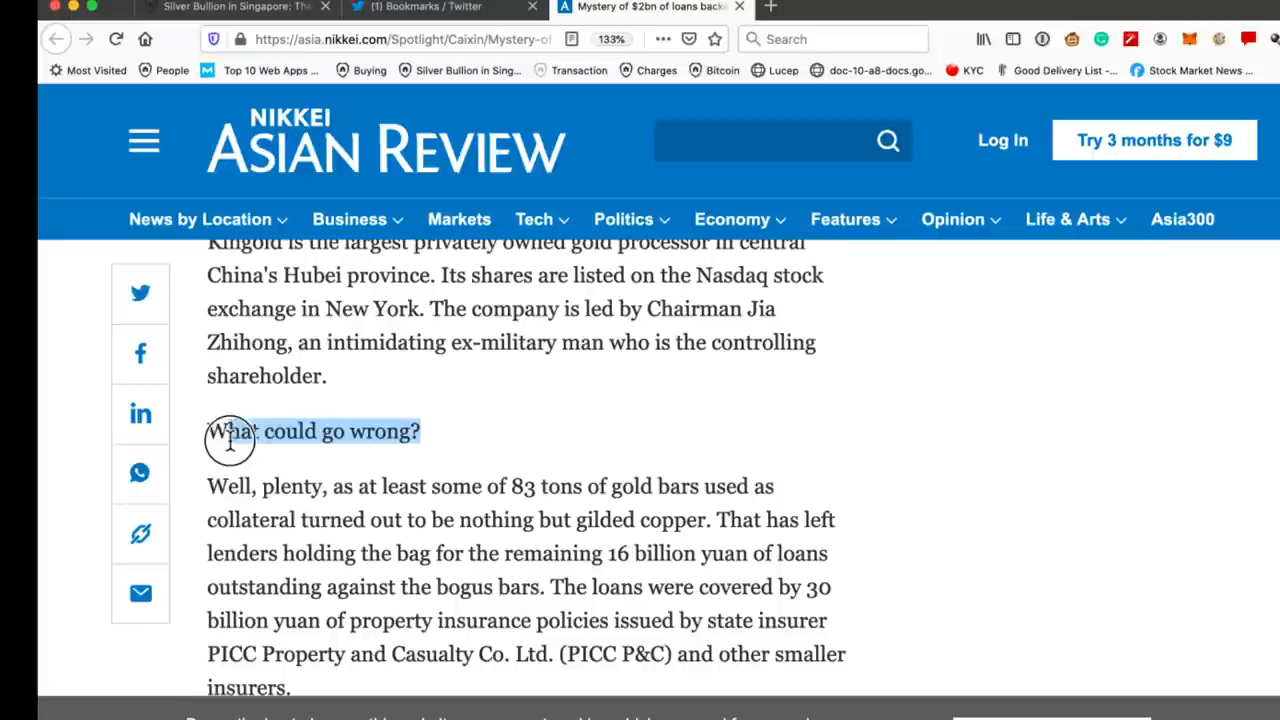 Silver Bullion in Singapore: The
(1) Bookmarks / Twitter
Mystery of $2bn of loans back
https://asia.nikkei.com/Spotlight/Caixin/Mystery-of
133%
Search
Most Visited
People
Top 10 Web Apps ...
Buying
Silver Bullion in Sing...
Transaction
Charges
Bitcoin
Lucep
doc-10-a8-docs.go...
KYC
Good Delivery List -...
Stock Market News ...
NIKKEI
ASIAN REVIEW
Log In
Try 3 months for $9
News by Location
Business
Markets
Tech
Politics
Economy
Features
Opinion
Life & Arts
Asia300
Kingold is the largest privately owned gold processor in central
China's Hubei province. Its shares are listed on the Nasdaq stock
exchange in New York. The company is led by Chairman Jia
Zhihong, an intimidating ex-military man who is the controlling
shareholder.
What could go wrong?
Well, plenty, as at least some of 83 tons of gold bars used as
collateral turned out to be nothing but gilded copper. That has left
lenders holding the bag for the remaining 16 billion yuan of loans
outstanding against the bogus bars. The loans were covered by 30
billion yuan of property insurance policies issued by state insurer
PICC Property and Casualty Co. Ltd. (PICC P&C) and other smaller
insurers.